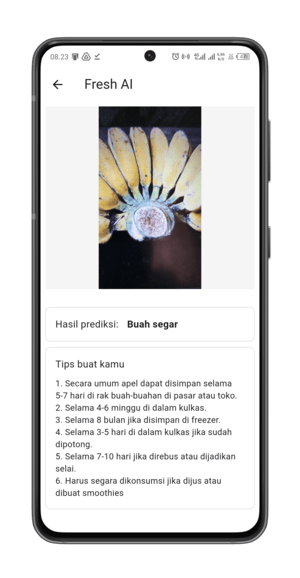 08.23
Fresh AI
Hasil prediksi: Buah segar
Tips buat kamu
1. Secara umum apel dapat disimpan selama
5-7 hari di rak buah-buahan di pasar atau toko.
2. Selama 4-6 minggu di dalam kulkas.
3. Selama 8 bulan jika disimpan di freezer.
4. Selama 3-5 hari di dalam kulkas jika sudah
dipotong.
5. Selama 7-10 hari jika direbus atau dijadikan
selai.
6. Harus segara dikonsumsi jika dijus atau
dibuat smoothies